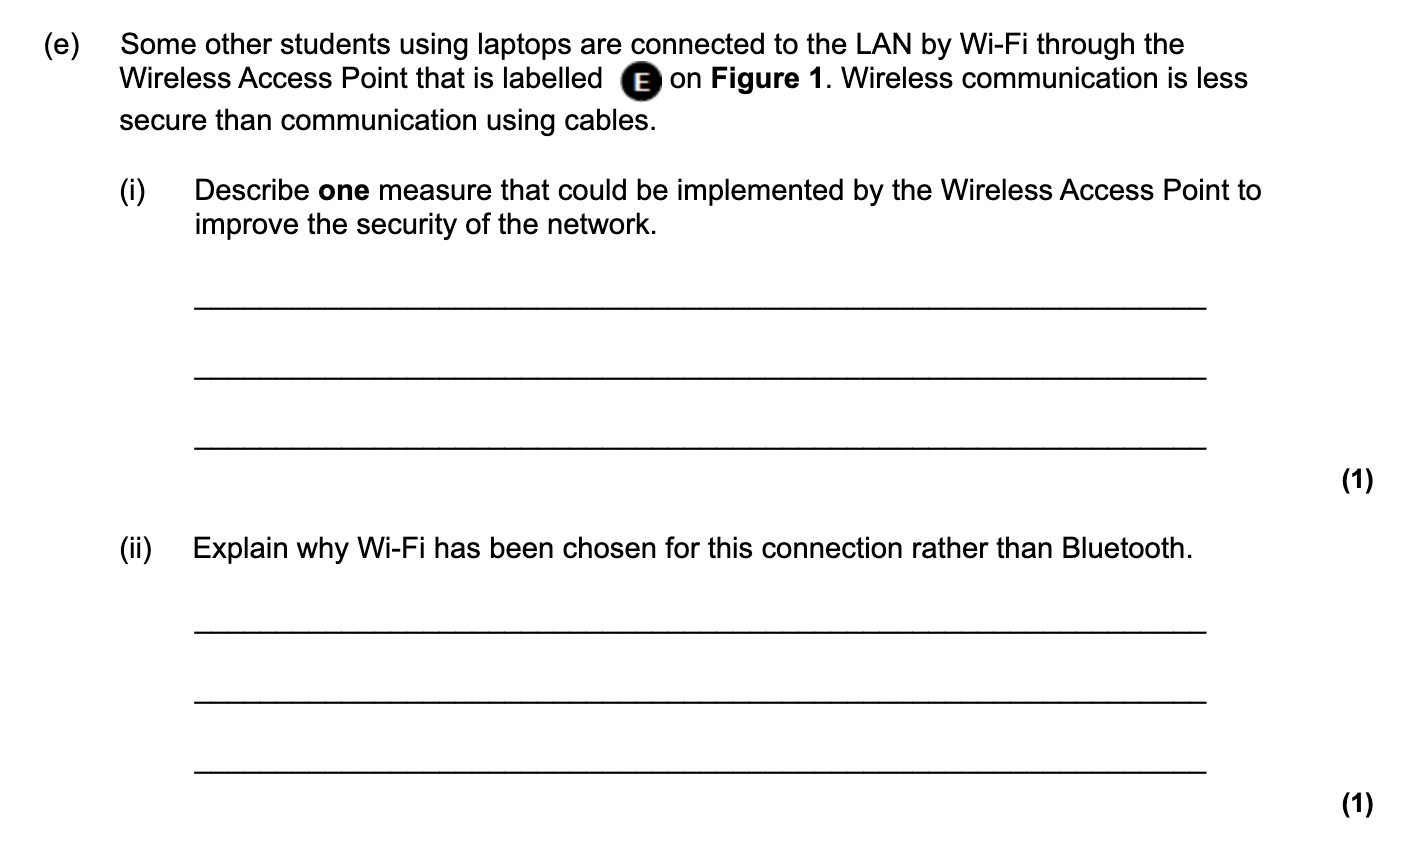 (e) Some other students using laptops are connected to the LAN by Wi-Fi through the
Wireless Access Point that is labelled E on Figure 1. Wireless communication is less
secure than communication using cables.
(i) Describe one measure that could be implemented by the Wireless Access Point to
improve the security of the network.
(1)
(ii) Explain why Wi-Fi has been chosen for this connection rather than Bluetooth.
(1)